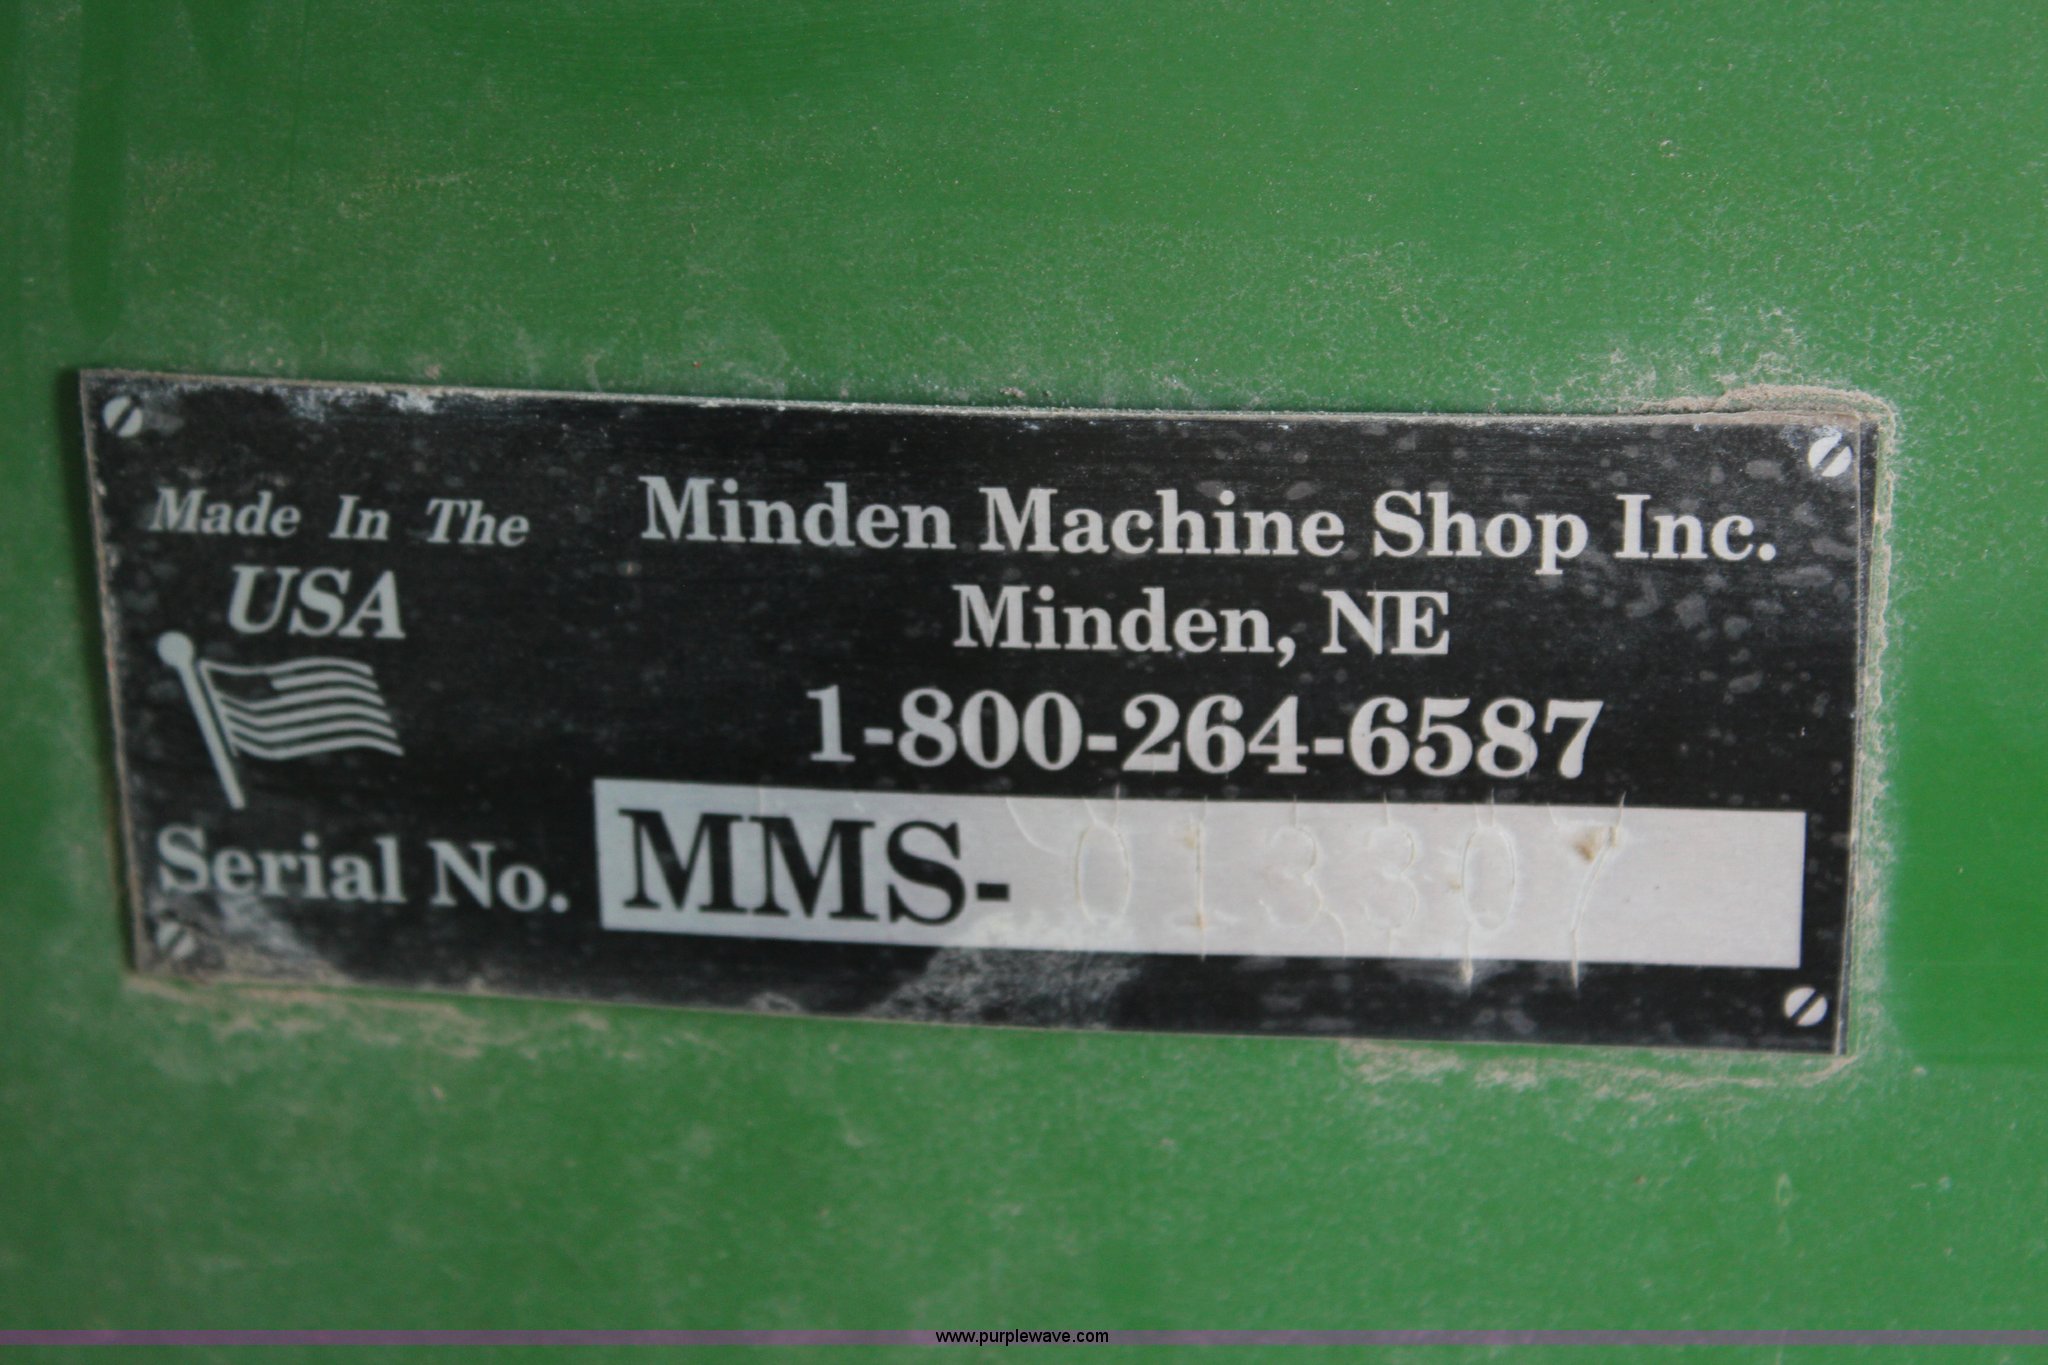 Made In The
USA
Minden Machine Shop Inc.
Minden, NE
1-800-264-6587
Serial No. MMS-013307
www.purplewave.com